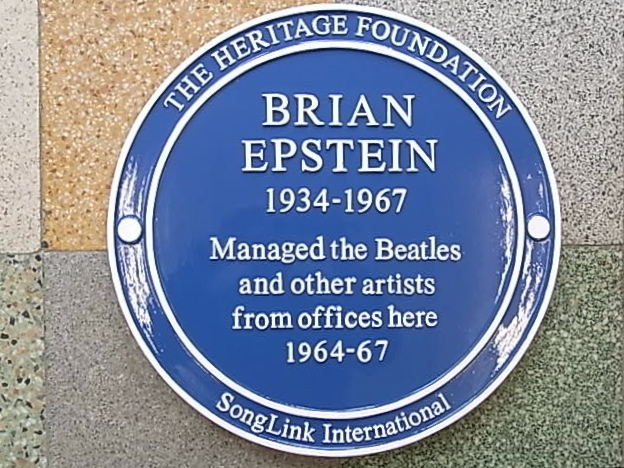 THE HERITAGE FOUNDATION
BRIAN
EPSTEIN
1934-1967
Managed the Beatles
and other artists
from offices here
1964-67
SongLink International